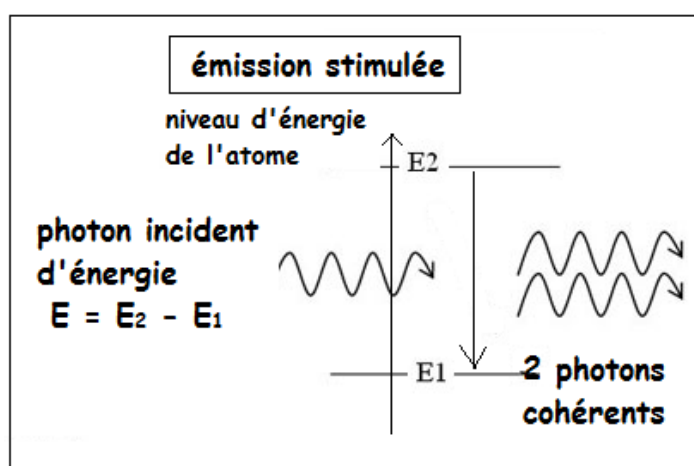 émission stimulée
niveau d'énergie
de l'atome
E2
photon incident
d'énergie
E = E₂ - E₁
E1
2 photons
cohérents